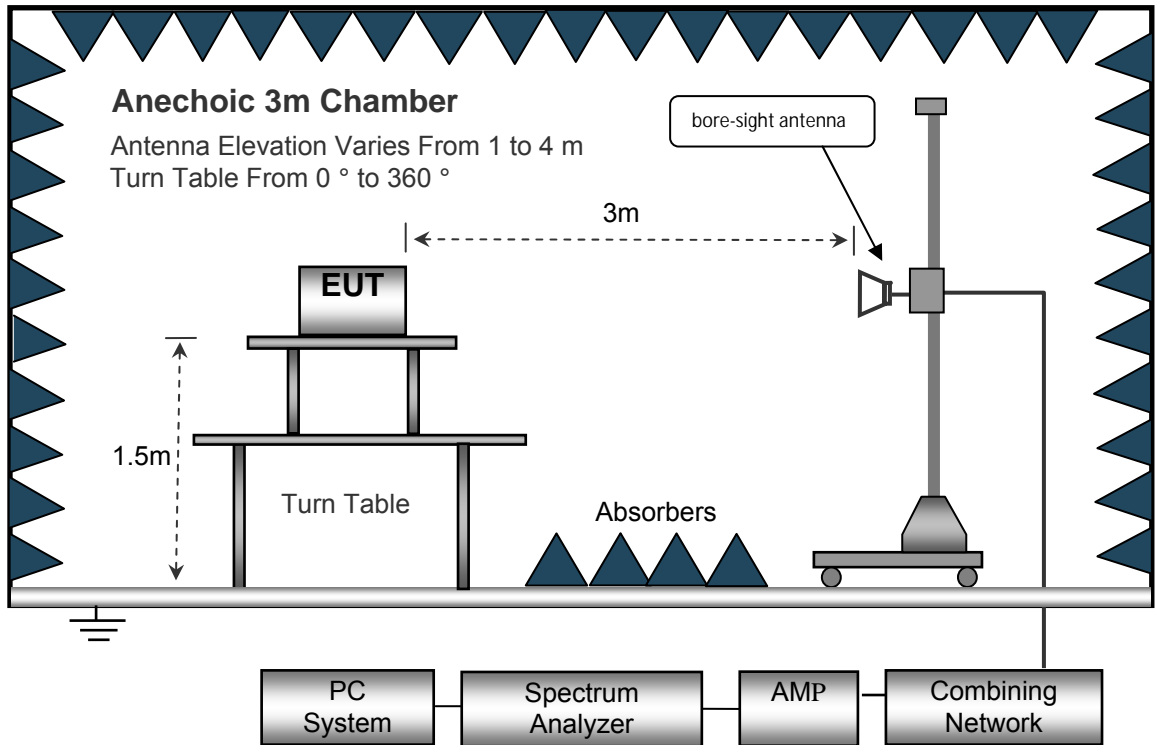 Anechoic 3m Chamber
Antenna Elevation Varies From 1 to 4 m
Turn Table From 0 ° to 360 °
bore-sight antenna
3m
EUT
1.5m
Turn Table
Absorbers
PC
System
Spectrum
Analyzer
AMP
Combining
Network